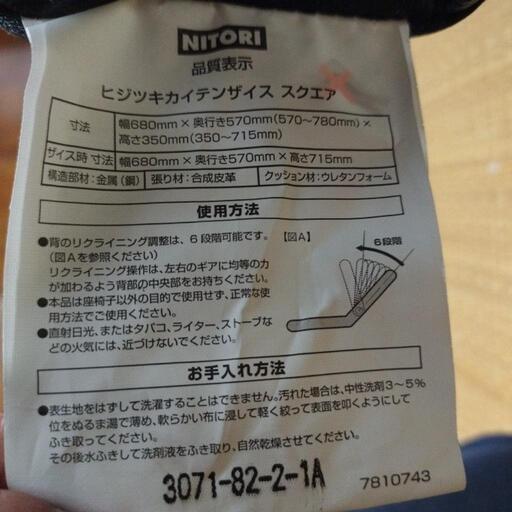 NITORI
品質表示
ヒジツキカイテンザイス スクエア
寸法
幅680mm×奥行き570mm(570～780mm)×
高さ350mm(350～715mm)
ザイス時 寸法
幅680mm×奥行き570mm×高さ715mm
構造部材:金属(鋼) 張り材:合成皮革 クッション材:ウレタンフォーム
使用方法
●背のリクライニング調整は、6段階可能です。 【図A】
(図Aを参照ください)
6段階
リクライニング操作は、左右のギアに均等の力
が加わるよう背部の中央部をお持ちください。
●本品は座椅子以外の目的で使用せず、正常な使
用方法でご使用ください。
●直射日光、またはタバコ、ライター、ストーブな
どの火気には、近づけないでください。
お手入れ方法
●表生地をはずして洗濯することはできません。汚れた場合は、中性洗剤3～5%
位をぬるま湯で薄め、軟らかい布に浸して軽く絞って表面を叩くようにして
ふき取ってください。
その後水ぶきして洗剤液をふき取り、自然乾燥させてください。
3071-82-2-1A
7810743